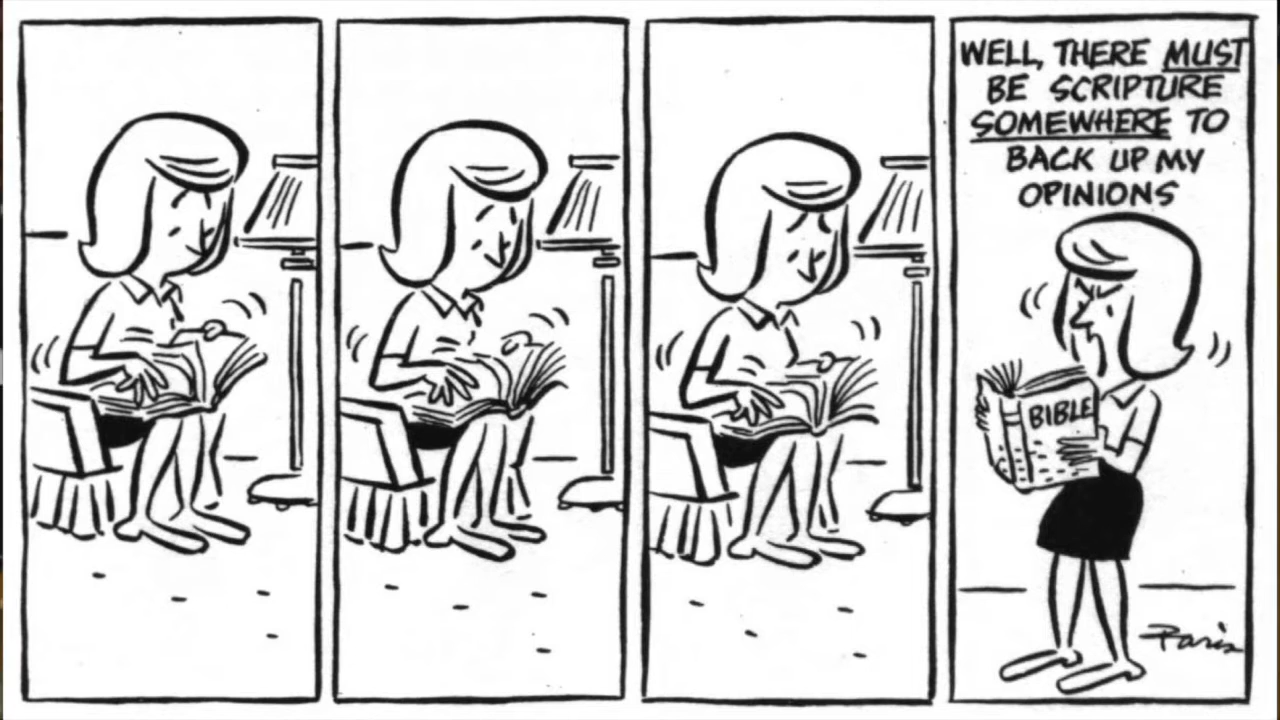 WELL, THERE MUST
BE SCRIPTURE
SOMEWHERE TO
BACK UP MY
OPINIONS
BIBLE
Paris